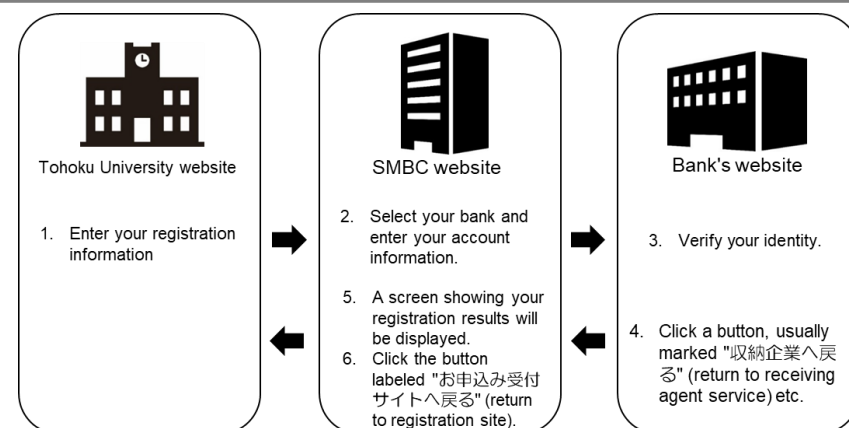 Tohoku University website
1. Enter your registration
information
SMBC website
2. Select your bank and
enter your account
information.
5. A screen showing your
registration results will
be displayed.
6. Click the button
labeled "お申込み受付
サイトへ戻る" (return
to registration site).
Bank's website
3. Verify your identity.
4. Click a button, usually
marked "収納企業へ戻
る" (return to receiving
agent service) etc.